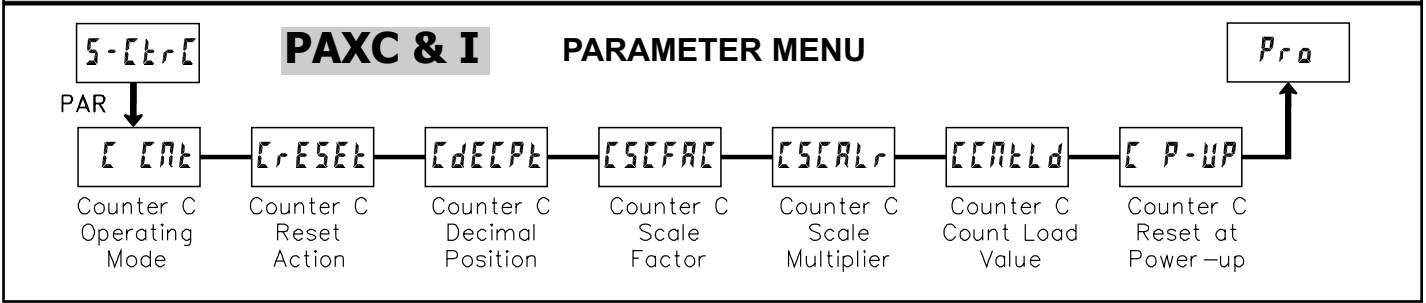 5-CtrC
PAXC & I PARAMETER MENU
Pro
PAR
C Cnt
CrESEt
CdECPt
CSCFAC
CSCALr
CCntLd
C P-UP
Counter C
Operating
Mode
Counter C
Reset
Action
Counter C
Decimal
Position
Counter C
Scale
Factor
Counter C
Scale
Multiplier
Counter C
Count Load
Value
Counter C
Reset at
Power-up